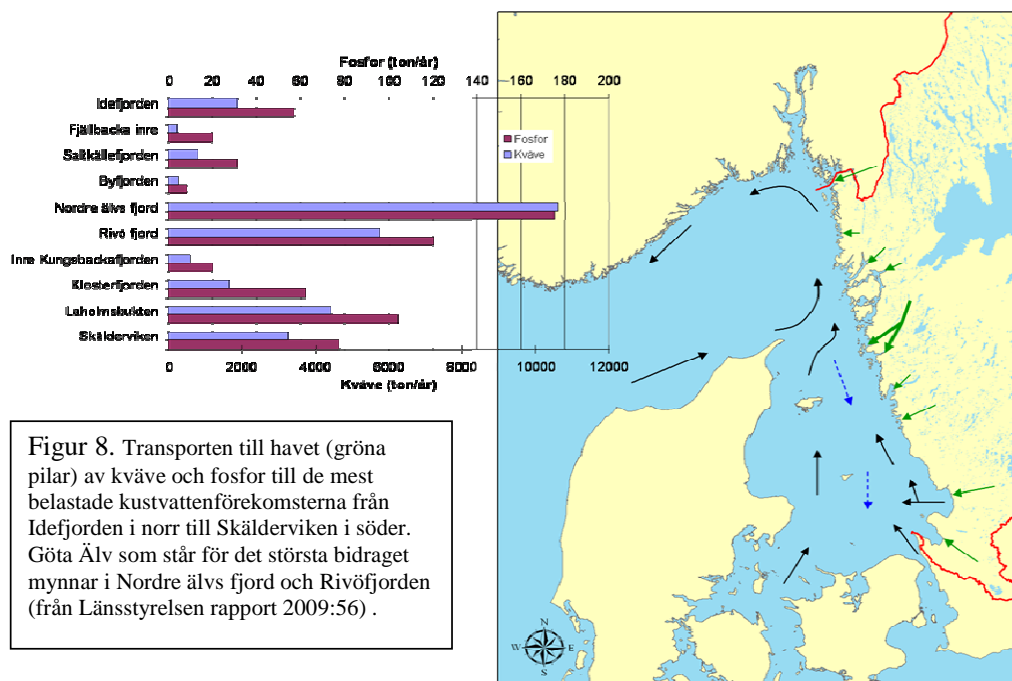 Fosfor (ton/år)
0 20 40 60 80 100 120 140 160 180 200
Idefjorden
Fjällbacka inre
Saltkällefjorden
Byfjorden
Nordre älvs fjord
Rivö fjord
Inre Kungsbackafjorden
Klosterfjorden
Laholmsbukten
Skälderviken
Fosfor
Kväve
0 2000 4000 6000 8000 10000 12000
Kväve (ton/år)
Figur 8. Transporten till havet (gröna
pilar) av kväve och fosfor till de mest
belastade kustvattenförekomsterna från
Idefjorden i norr till Skälderviken i söder.
Göta Älv som står för det största bidraget
mynnar i Nordre älvs fjord och Rivöfjorden
(från Länsstyrelsen rapport 2009:56) .
N
W E
S